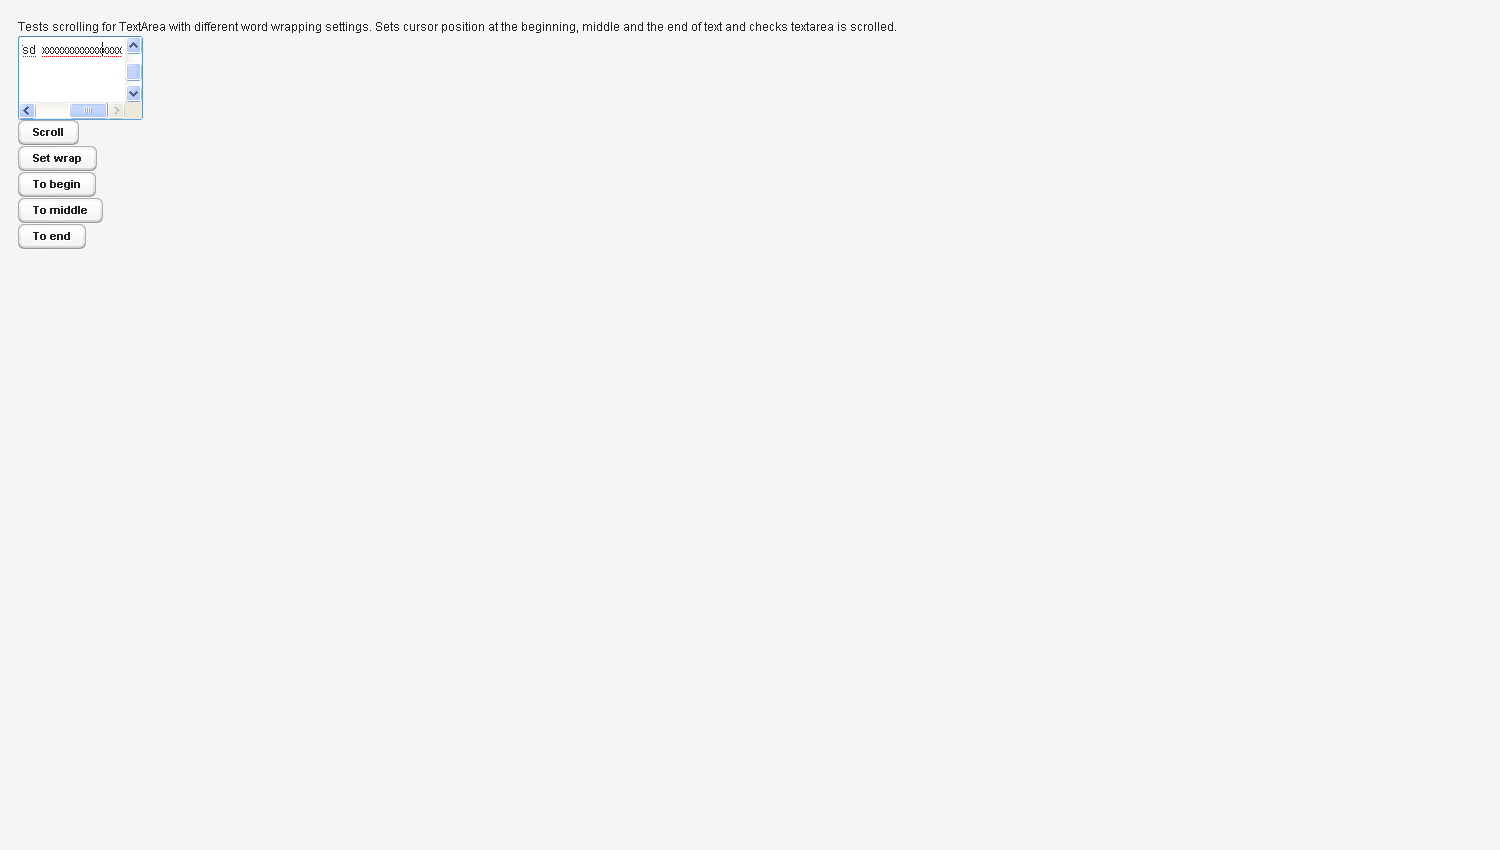 Tests scrolling for TextArea with different word wrapping settings. Sets cursor position at the beginning, middle and the end of text and checks textarea is scrolled.
sd
Scroll
Set wrap
To begin
To middle
To end